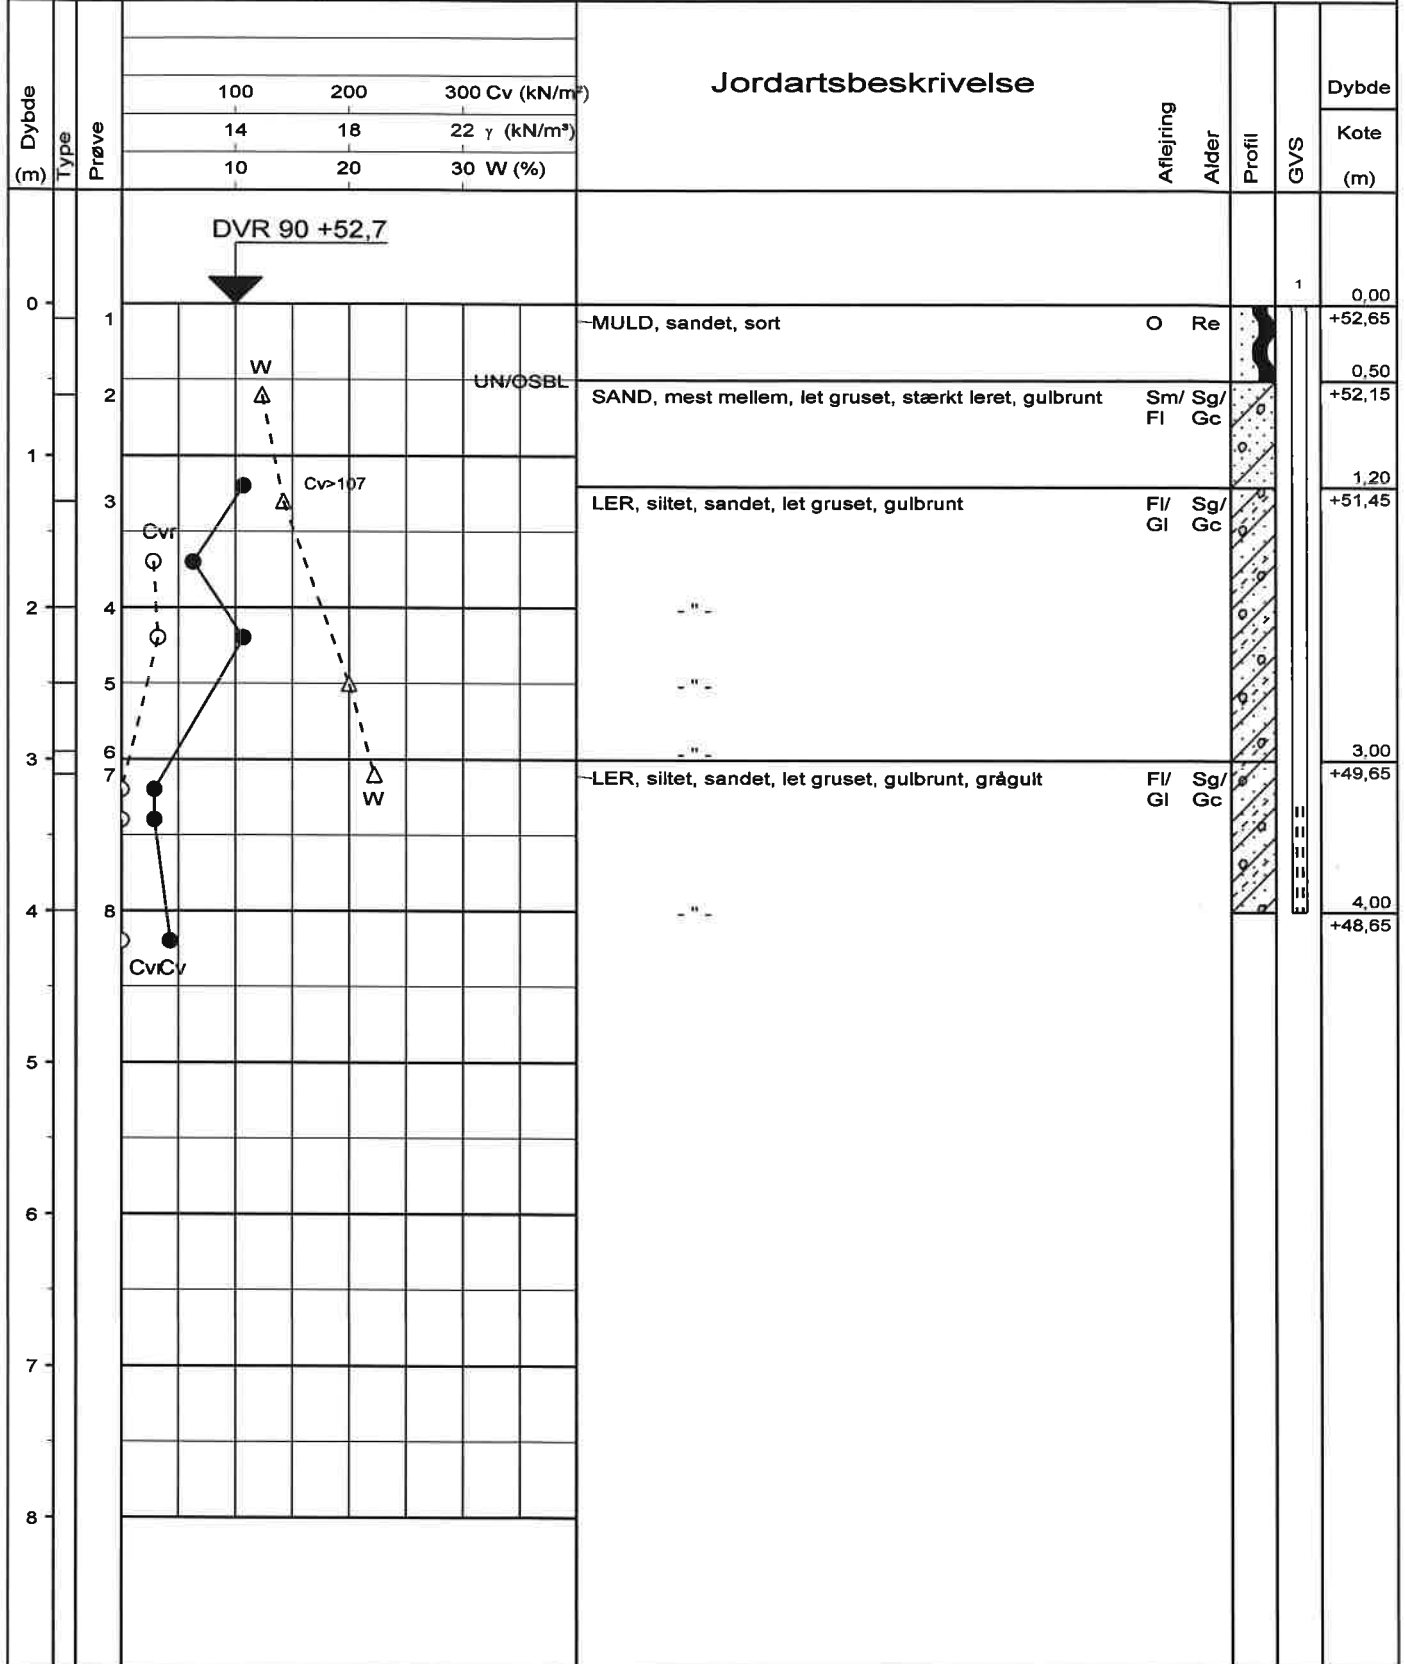 Dybde
(m)
Type
Prøve
100 200 300 Cv (kN/m²)
14 18 22 γ (kN/m³)
10 20 30 W (%)
Jordartsbeskrivelse
Aflejring
Alder
Profil
GVS
Dybde
Kote
(m)
DVR 90 +52,7
1
0 0,00
1 MULD, sandet, sort O Re +52,65
W
UN/OSBL 0,50
2 SAND, mest mellem, let gruset, stærkt leret, gulbrunt Sm/ Sg/ +52,15
Fl Gc
1
Cv>107 1,20
3 LER, siltet, sandet, let gruset, gulbrunt Fl/ Sg/ +51,45
Gl Gc
Cvr
2 4 - " -
5 - " -
6 - " -
3 3,00
7 LER, siltet, sandet, let gruset, gulbrunt, grågult Fl/ Sg/ +49,65
W Gl Gc
4 8 - " - 4,00
+48,65
Cvr Cv
5
6
7
8